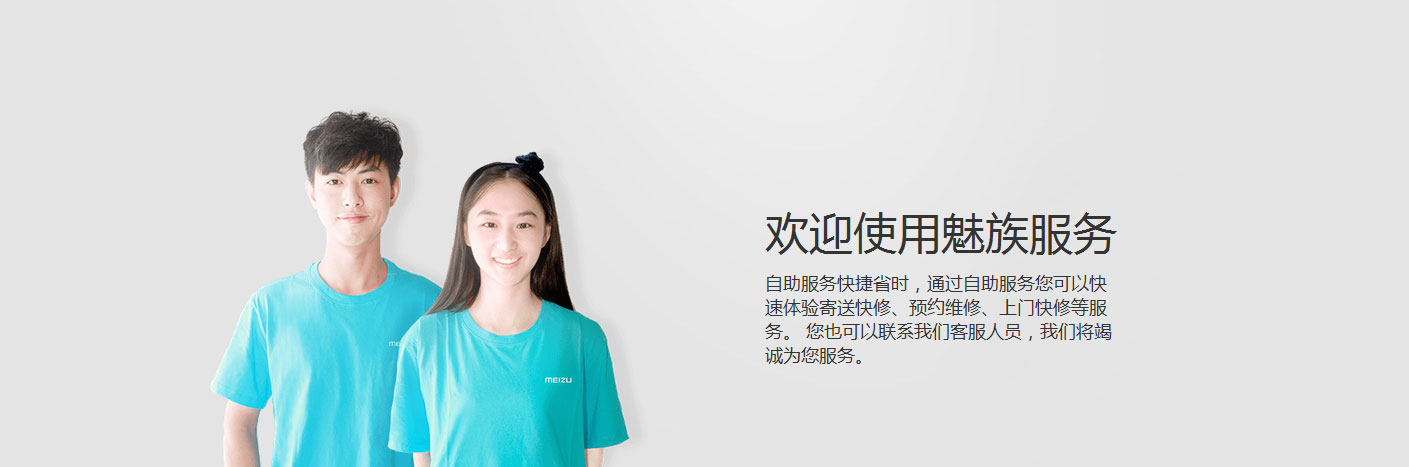 欢迎使用魅族服务
自助服务快捷省时，通过自助服务您可以快
速体验寄送快修、预约维修、上门快修等服
务。 您也可以联系我们客服人员，我们将竭
诚为您服务。
MEIZU